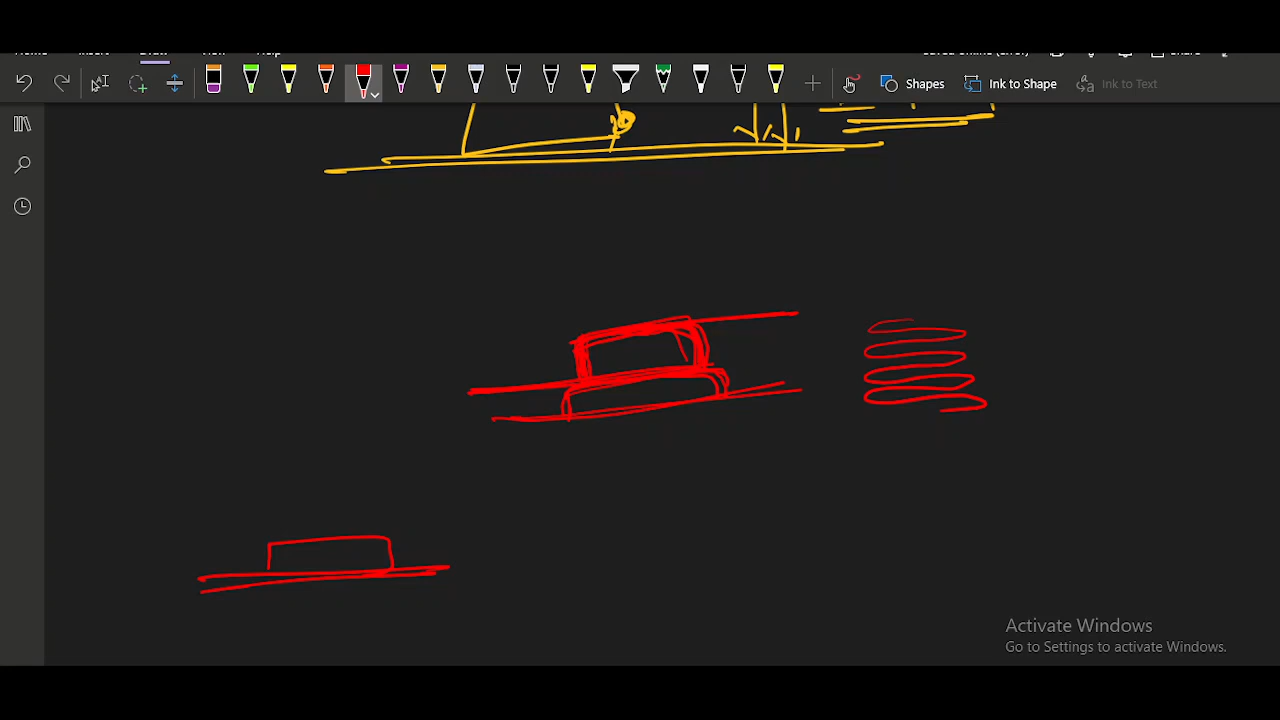 Shapes
Ink to Shape
Ink to Text
Activate Windows
Go to Settings to activate Windows.